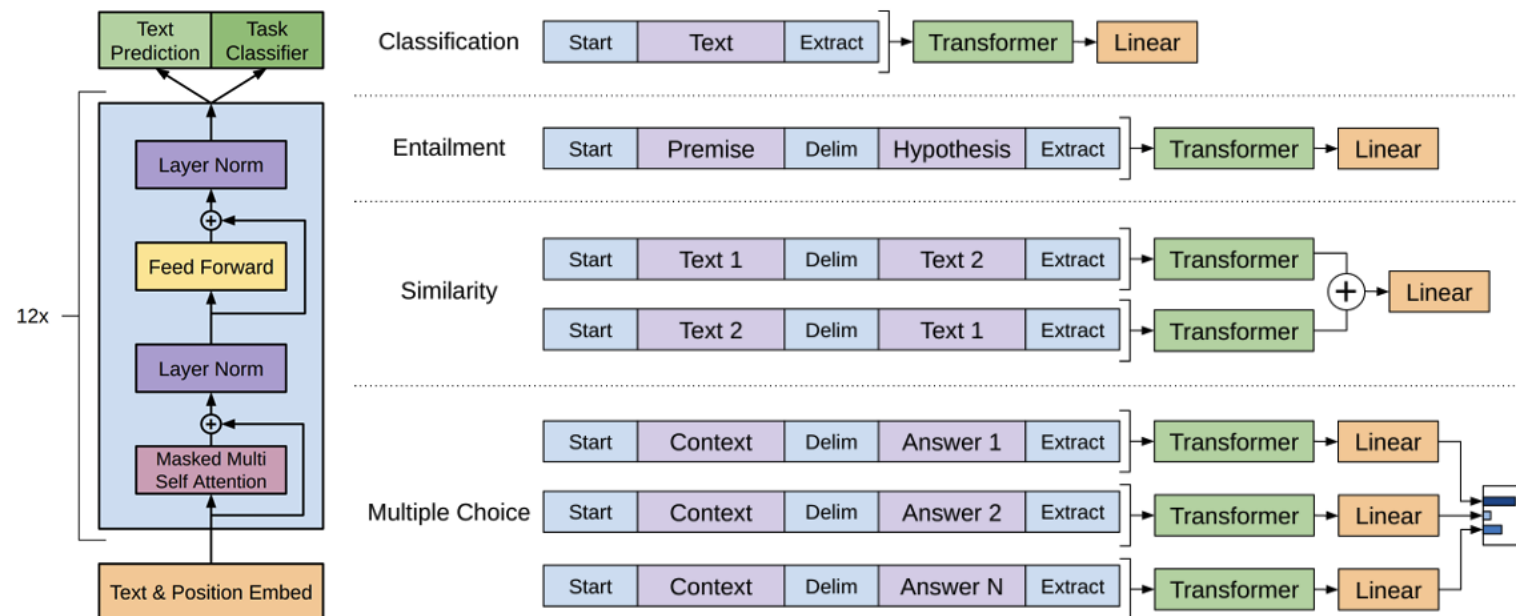 Text
Prediction
Task
Classifier
Layer Norm
Feed Forward
12x
Layer Norm
Masked Multi
Self Attention
Text & Position Embed
Classification
Start Text Extract Transformer Linear
Entailment
Start Premise Delim Hypothesis Extract Transformer Linear
Similarity
Start Text 1 Delim Text 2 Extract Transformer
+ Linear
Start Text 2 Delim Text 1 Extract Transformer
Multiple Choice
Start Context Delim Answer 1 Extract Transformer Linear
Start Context Delim Answer 2 Extract Transformer Linear
Start Context Delim Answer N Extract Transformer Linear